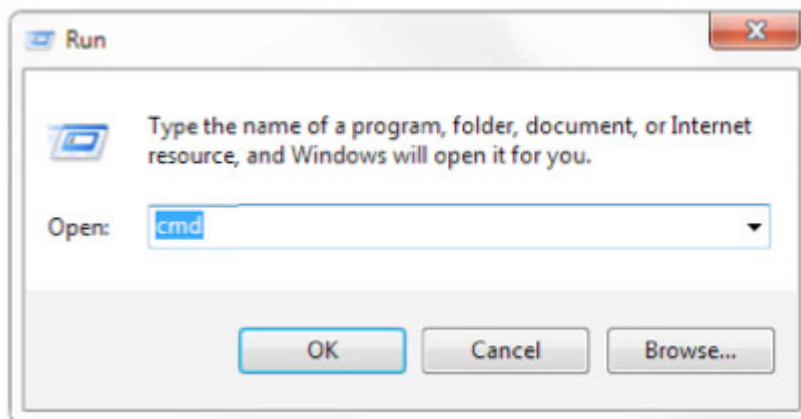 Run
Type the name of a program, folder, document, or Internet
resource, and Windows will open it for you.
Open: cmd
OK Cancel Browse...